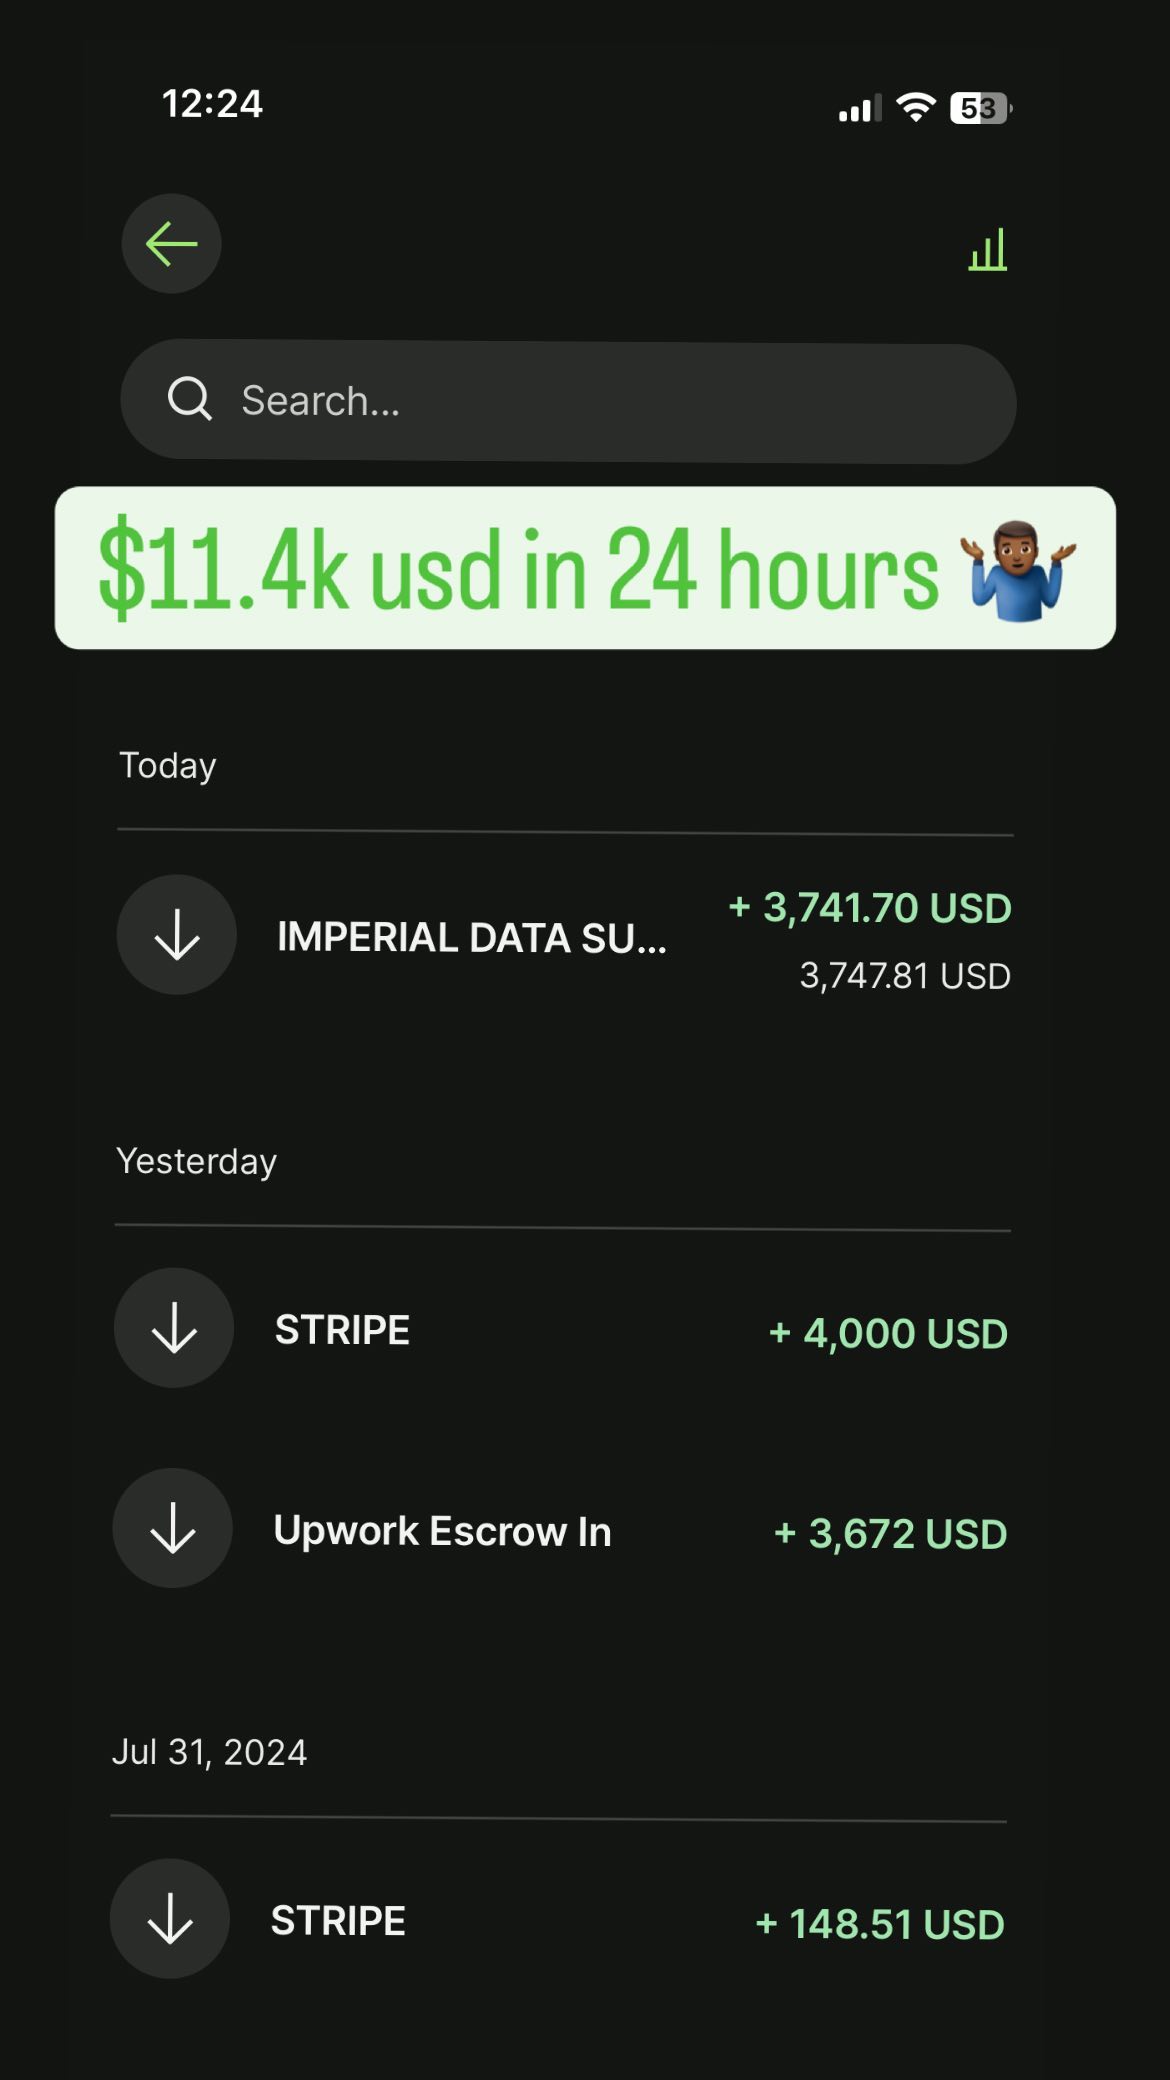 12:24
53
Search...
$11.4k usd in 24 hours 🤷🏾‍♂️
Today
IMPERIAL DATA SU...
+ 3,741.70 USD
3,747.81 USD
Yesterday
STRIPE
+ 4,000 USD
Upwork Escrow In
+ 3,672 USD
Jul 31, 2024
STRIPE
+ 148.51 USD